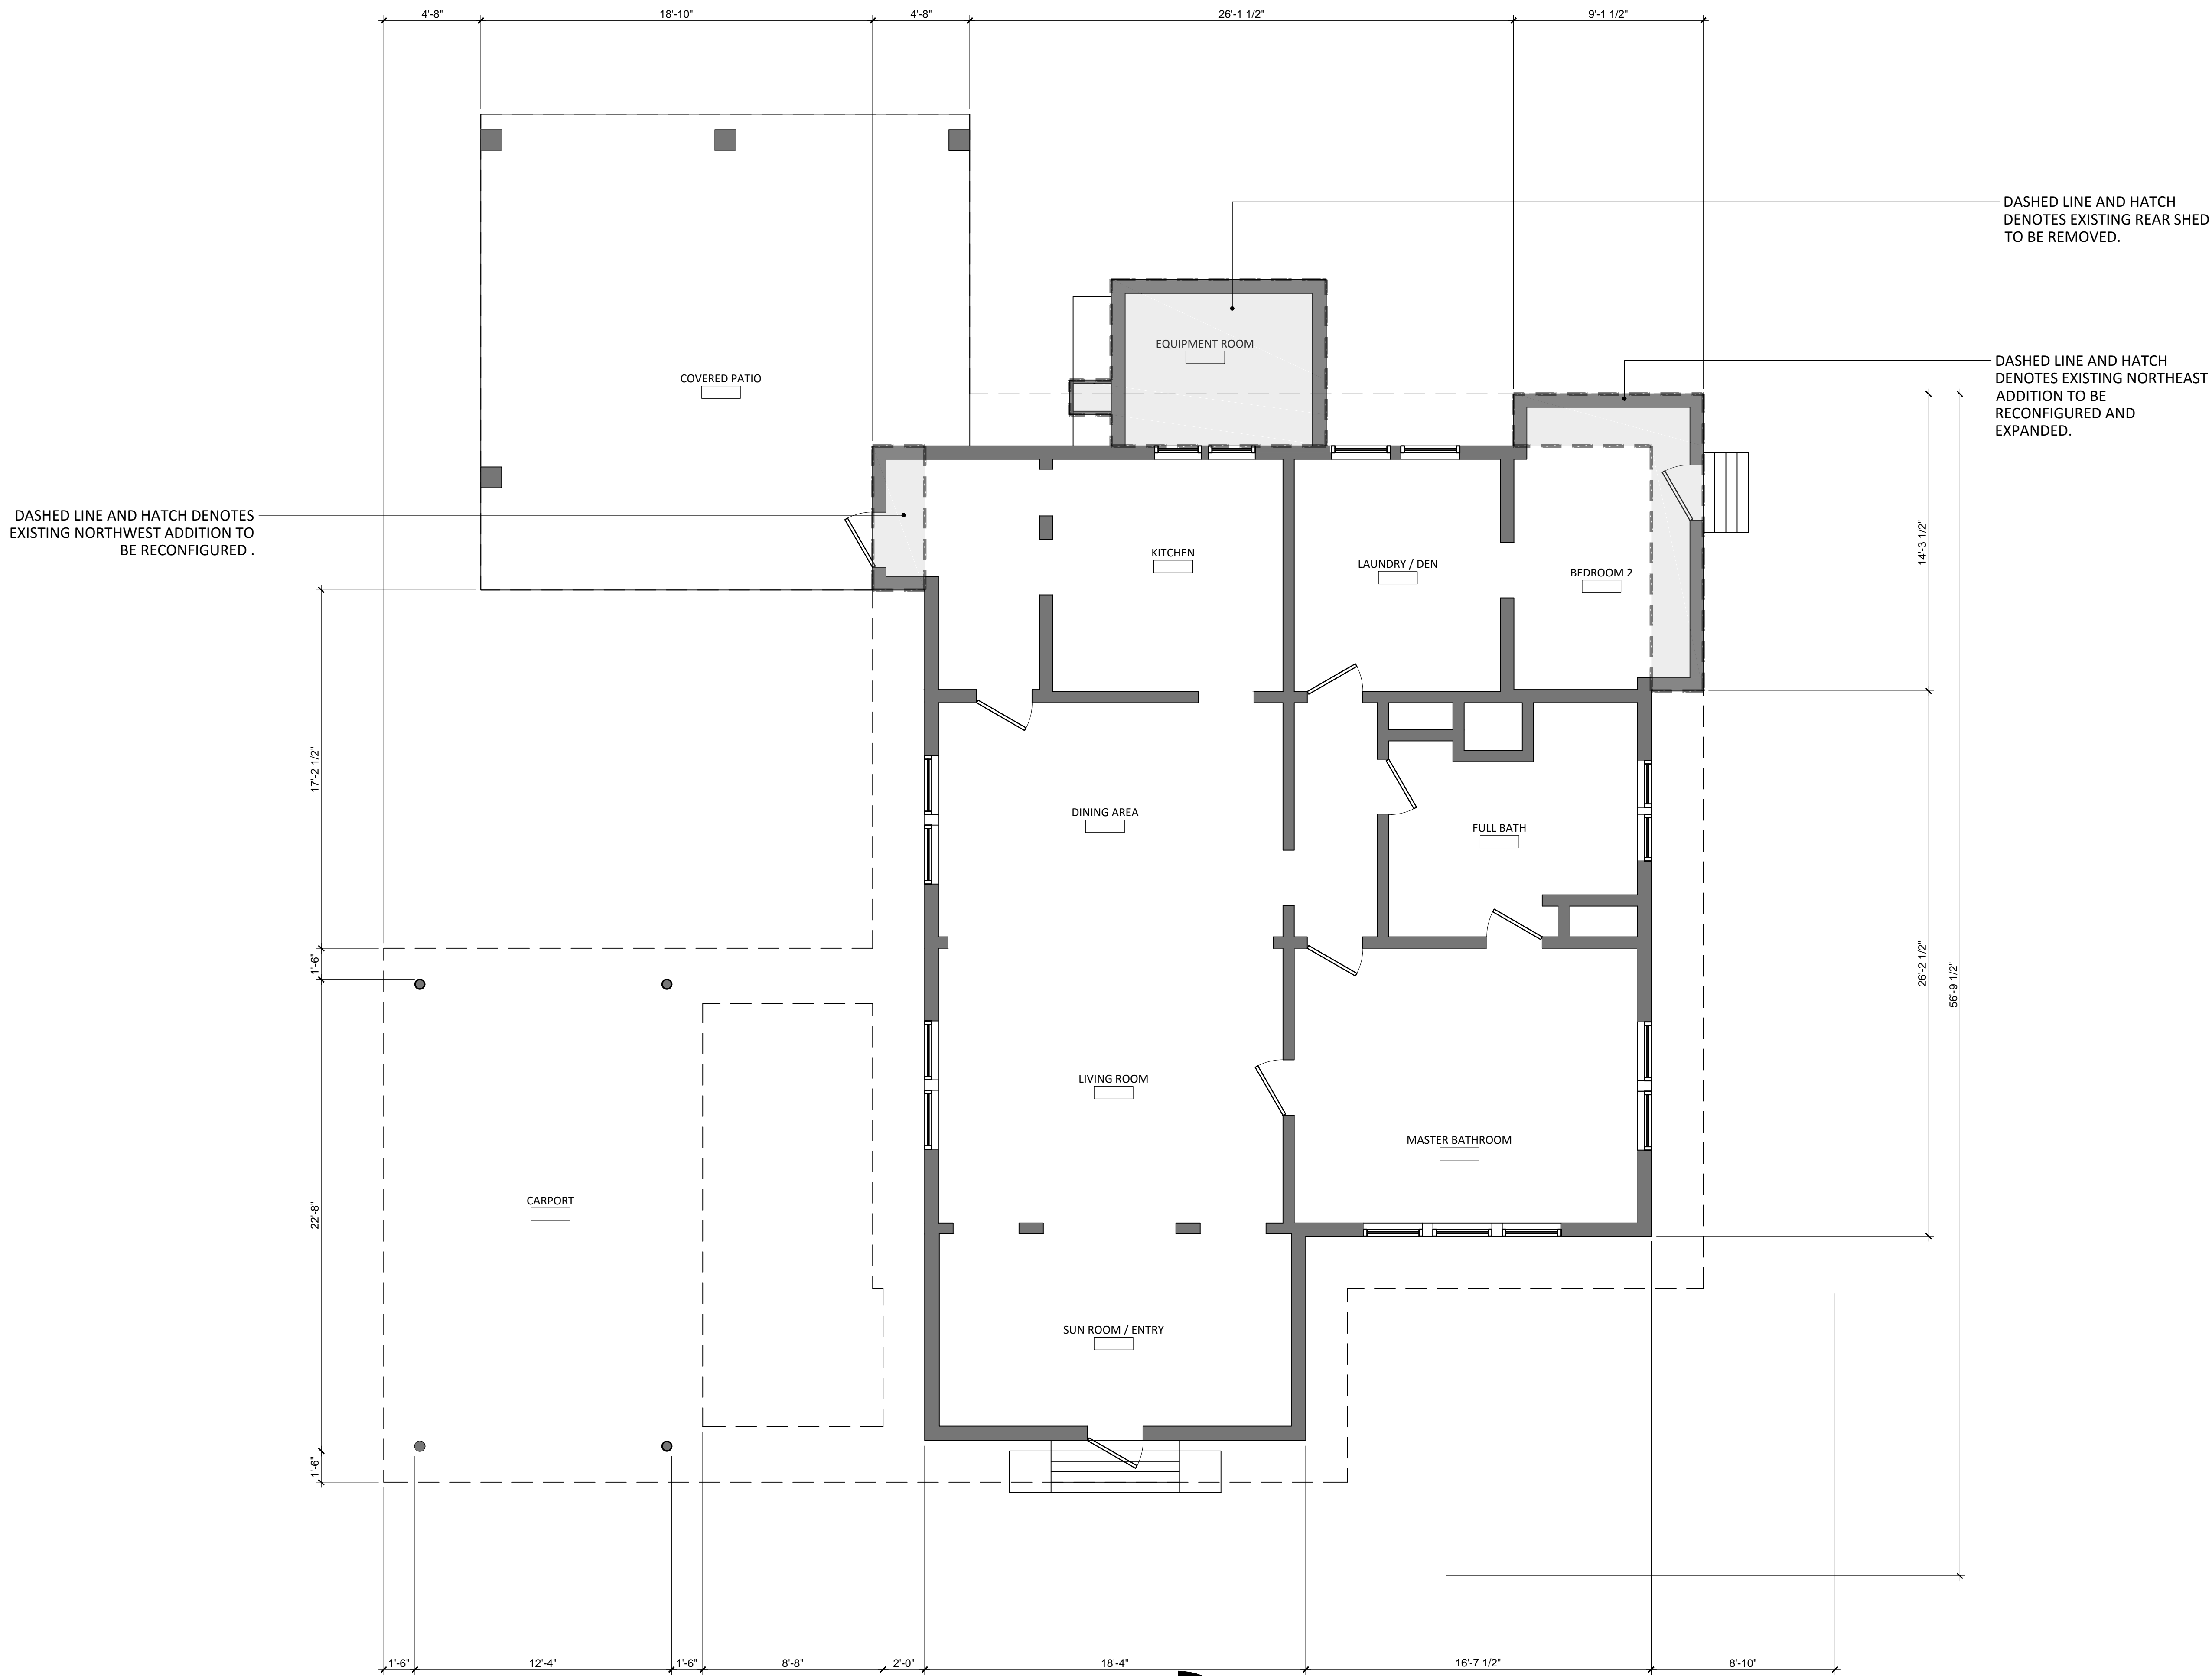 4'-8"
18'-10"
4'-8"
26'-1 1/2"
9'-1 1/2"
DASHED LINE AND HATCH
DENOTES EXISTING REAR SHED
TO BE REMOVED.
EQUIPMENT ROOM
COVERED PATIO
DASHED LINE AND HATCH
DENOTES EXISTING NORTHEAST
ADDITION TO BE
RECONFIGURED AND
EXPANDED.
DASHED LINE AND HATCH DENOTES
EXISTING NORTHWEST ADDITION TO
BE RECONFIGURED .
KITCHEN
LAUNDRY / DEN
BEDROOM 2
14'-3 1/2"
17'-2 1/2"
DINING AREA
FULL BATH
1'-6"
26'-2 1/2"
56'-9 1/2"
LIVING ROOM
MASTER BATHROOM
CARPORT
22'-8"
SUN ROOM / ENTRY
1'-6"
1'-6"
12'-4"
1'-6"
8'-8"
2'-0"
18'-4"
16'-7 1/2"
8'-10"